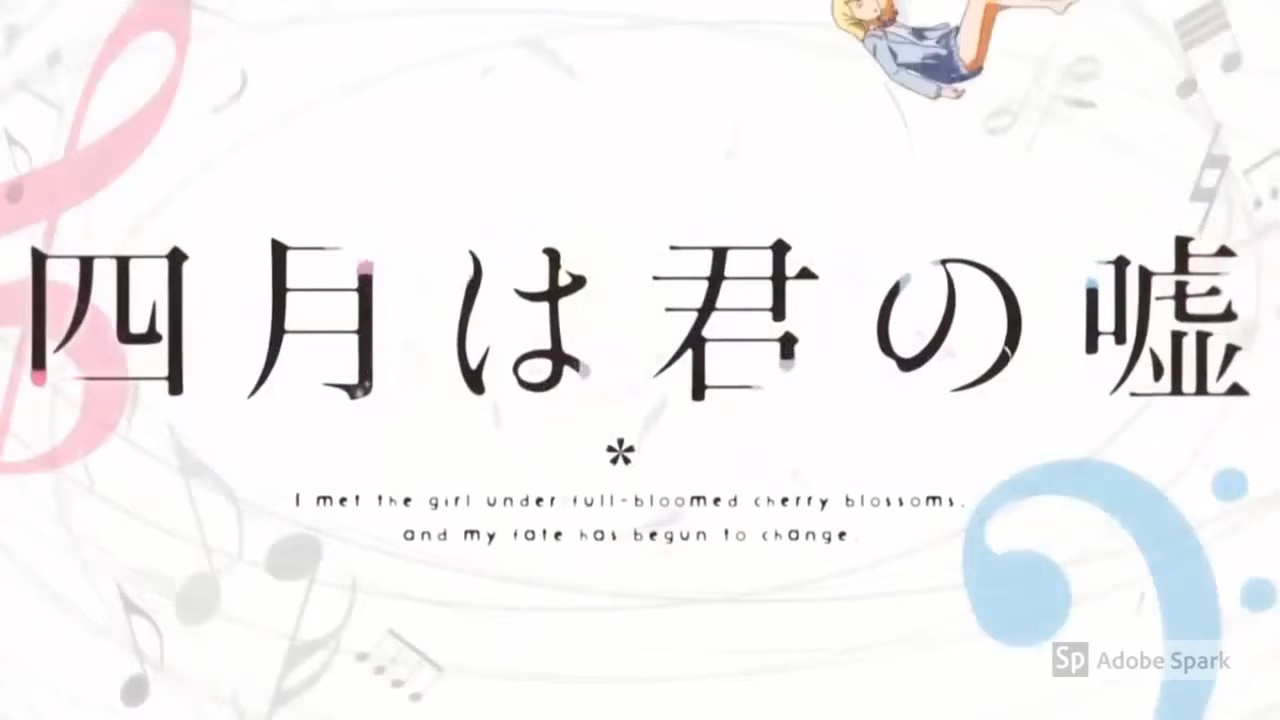 四月は君の嘘
*
I met the girl under full-bloomed cherry blossoms,
and my fate has begun to change.
Sp Adobe Spark